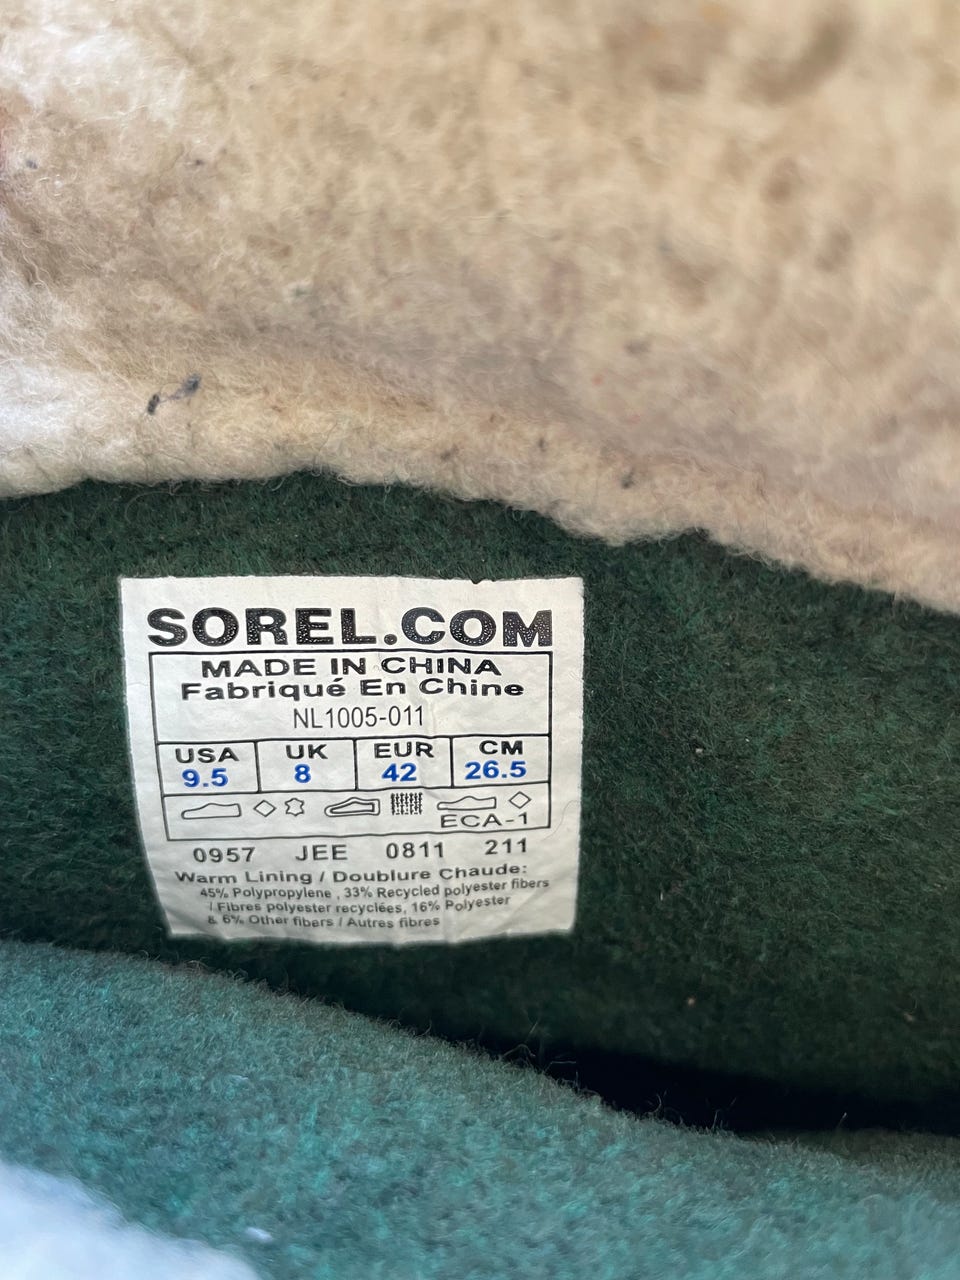 SOREL.COM
MADE IN CHINA
Fabriqué En Chine
NL1005-011
USA UK EUR CM
9.5 8 42 26.5
ECA-1
0957 JEE 0811 211
Warm Lining / Doublure Chaude:
45% Polypropylene , 33% Recycled polyester fibers
/ Fibres polyester recyclées, 16% Polyester
& 6% Other fibers / Autres fibres